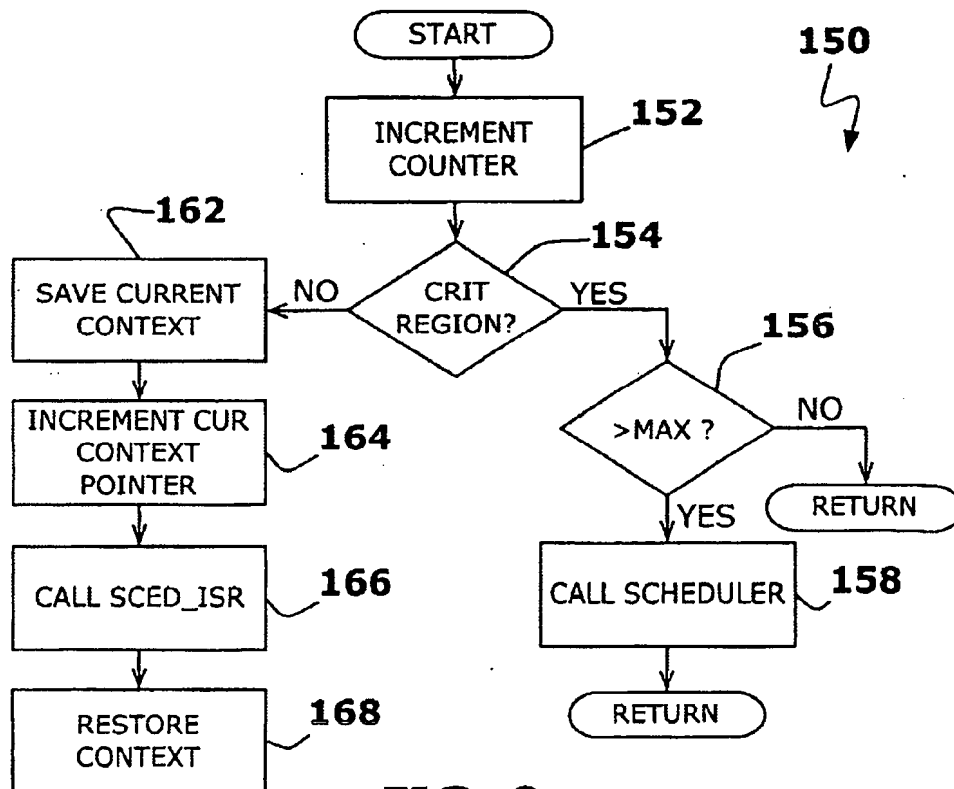 START
150
INCREMENT
COUNTER
152
162
154
SAVE CURRENT
CONTEXT
NO
CRIT
REGION?
YES
156
INCREMENT CUR
CONTEXT
POINTER
164
>MAX ?
NO
RETURN
YES
CALL SCED_ISR
166
CALL SCHEDULER
158
RESTORE
CONTEXT
168
RETURN